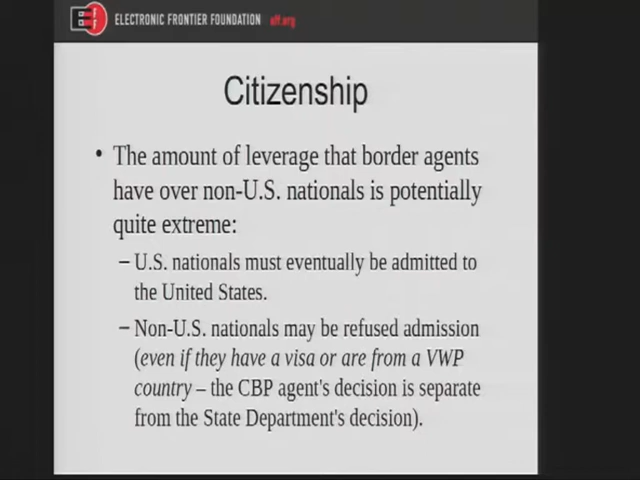 ELECTRONIC FRONTIER FOUNDATION eff.org
Citizenship
• The amount of leverage that border agents
have over non-U.S. nationals is potentially
quite extreme:
– U.S. nationals must eventually be admitted to
the United States.
– Non-U.S. nationals may be refused admission
(even if they have a visa or are from a VWP
country – the CBP agent's decision is separate
from the State Department's decision).